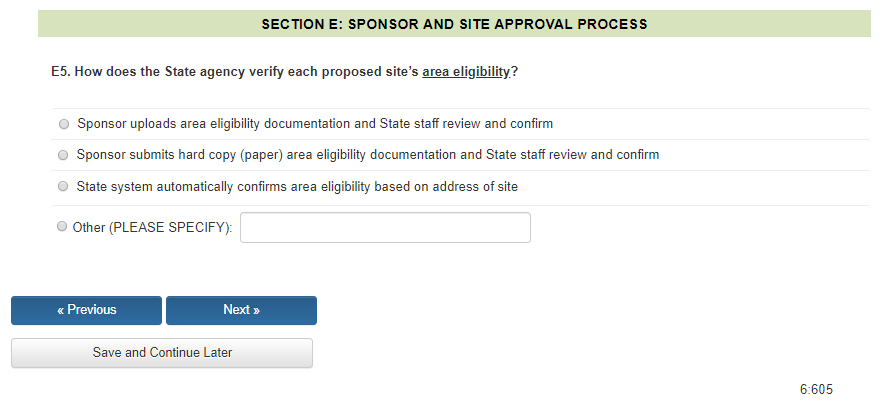 SECTION E: SPONSOR AND SITE APPROVAL PROCESS
E5. How does the State agency verify each proposed site's area eligibility?
Sponsor uploads area eligibility documentation and State staff review and confirm
Sponsor submits hard copy (paper) area eligibility documentation and State staff review and confirm
State system automatically confirms area eligibility based on address of site
Other (PLEASE SPECIFY):
« Previous
Next »
Save and Continue Later
6:605